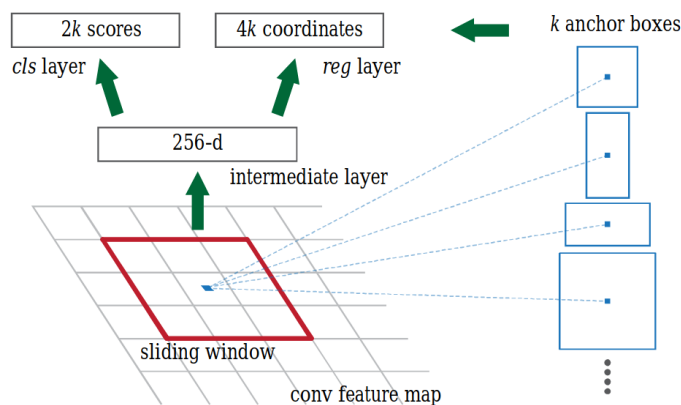 2k scores
4k coordinates
k anchor boxes
cls layer
reg layer
256-d
intermediate layer
sliding window
conv feature map